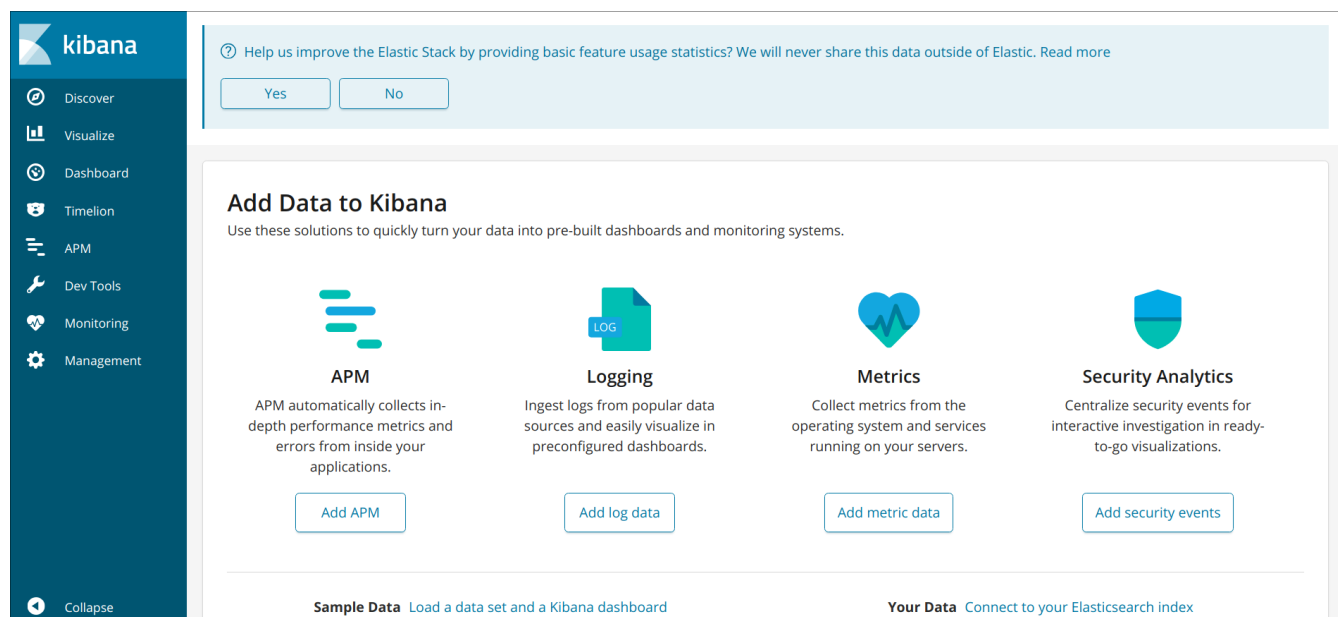 kibana
Discover
Visualize
Dashboard
Timelion
APM
Dev Tools
Monitoring
Management
Collapse
Help us improve the Elastic Stack by providing basic feature usage statistics? We will never share this data outside of Elastic. Read more
Yes
No
Add Data to Kibana
Use these solutions to quickly turn your data into pre-built dashboards and monitoring systems.
APM
APM automatically collects in-
depth performance metrics and
errors from inside your
applications.
Add APM
LOG
Logging
Ingest logs from popular data
sources and easily visualize in
preconfigured dashboards.
Add log data
Metrics
Collect metrics from the
operating system and services
running on your servers.
Add metric data
Security Analytics
Centralize security events for
interactive investigation in ready-
to-go visualizations.
Add security events
Sample Data Load a data set and a Kibana dashboard
Your Data Connect to your Elasticsearch index